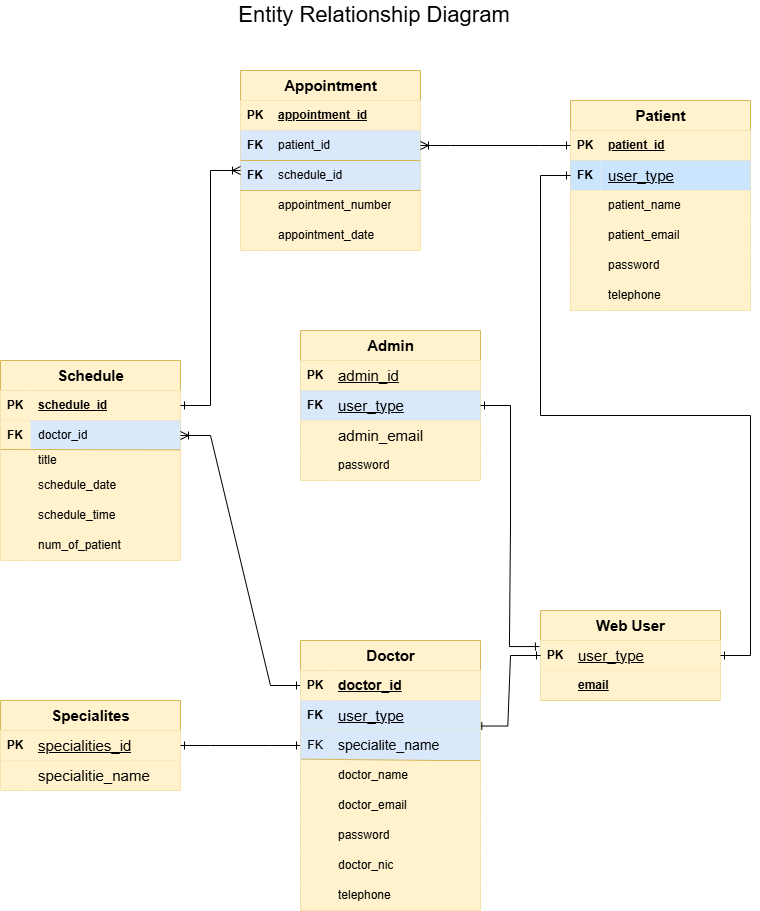 Entity Relationship Diagram
Appointment
PK appointment_id
FK patient_id
FK schedule_id
appointment_number
appointment_date
Patient
PK patient_id
FK user_type
patient_name
patient_email
password
telephone
Admin
PK admin_id
FK user_type
admin_email
password
Schedule
PK schedule_id
FK doctor_id
title
schedule_date
schedule_time
num_of_patient
Web User
PK user_type
email
Doctor
PK doctor_id
FK user_type
FK specialite_name
doctor_name
doctor_email
password
doctor_nic
telephone
Specialites
PK specialities_id
specialitie_name